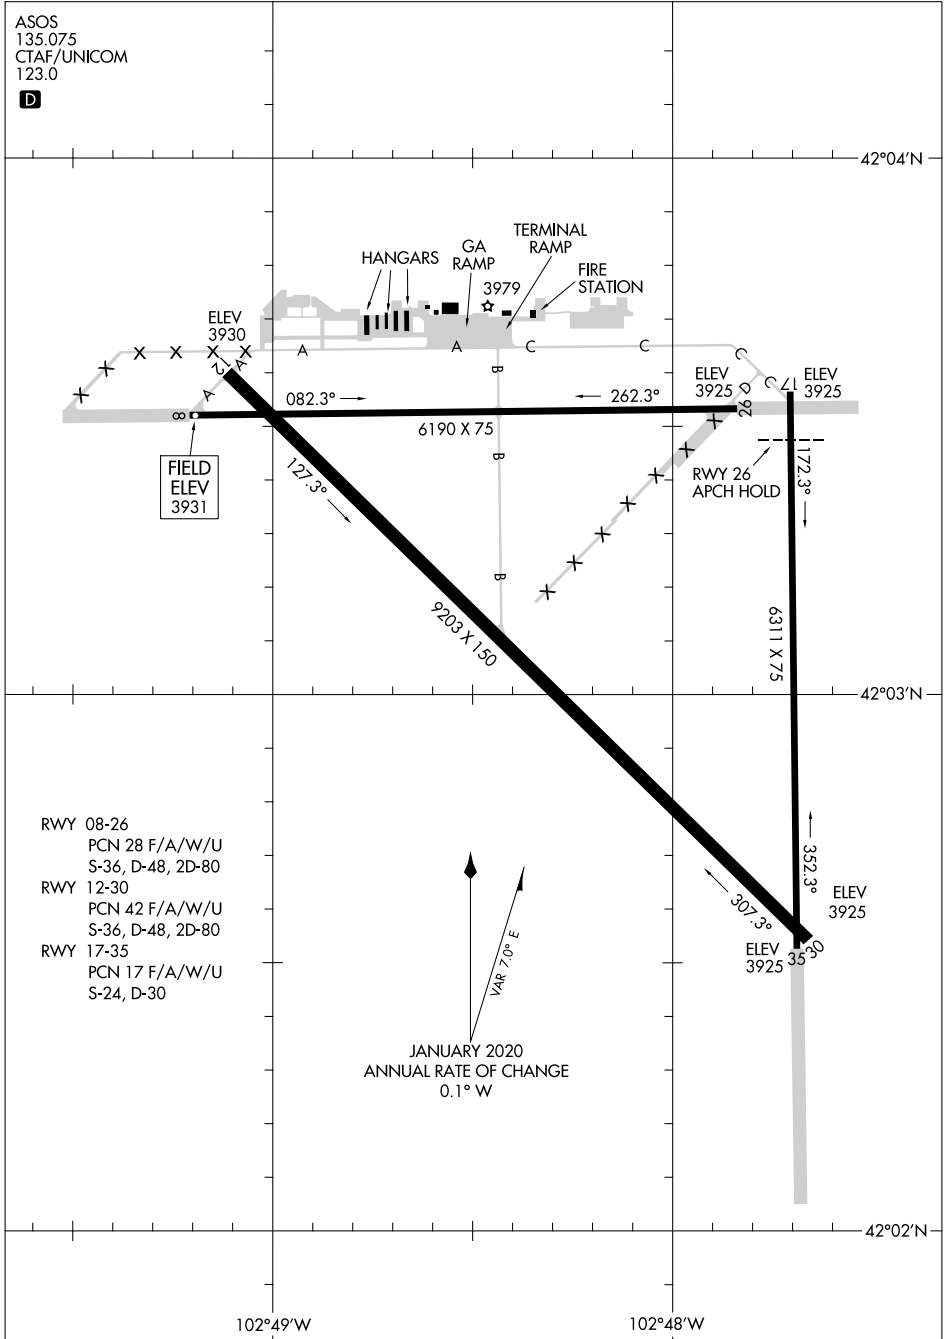 ASOS
135.075
CTAF/UNICOM
123.0
D
42°04'N
TERMINAL
RAMP
GA
RAMP
HANGARS
3979
FIRE
STATION
ELEV
3930
X X X X
A
A
C
C
C
X
X
A
A
12
B
ELEV
3925
D
C
17
ELEV
3925
082.3°
262.3°
8
26
6190 X 75
FIELD
ELEV
3931
127.3°
B
X
X
X
X
X
X
X
RWY 26
APCH HOLD
172.3°
B
9203 X 150
6311 X 75
42°03'N
RWY 08-26
PCN 28 F/A/W/U
S-36, D-48, 2D-80
RWY 12-30
PCN 42 F/A/W/U
S-36, D-48, 2D-80
RWY 17-35
PCN 17 F/A/W/U
S-24, D-30
352.3°
307.3°
ELEV
3925
ELEV
3925
35
30
VAR 7.0° E
JANUARY 2020
ANNUAL RATE OF CHANGE
0.1° W
42°02'N
102°49'W
102°48'W